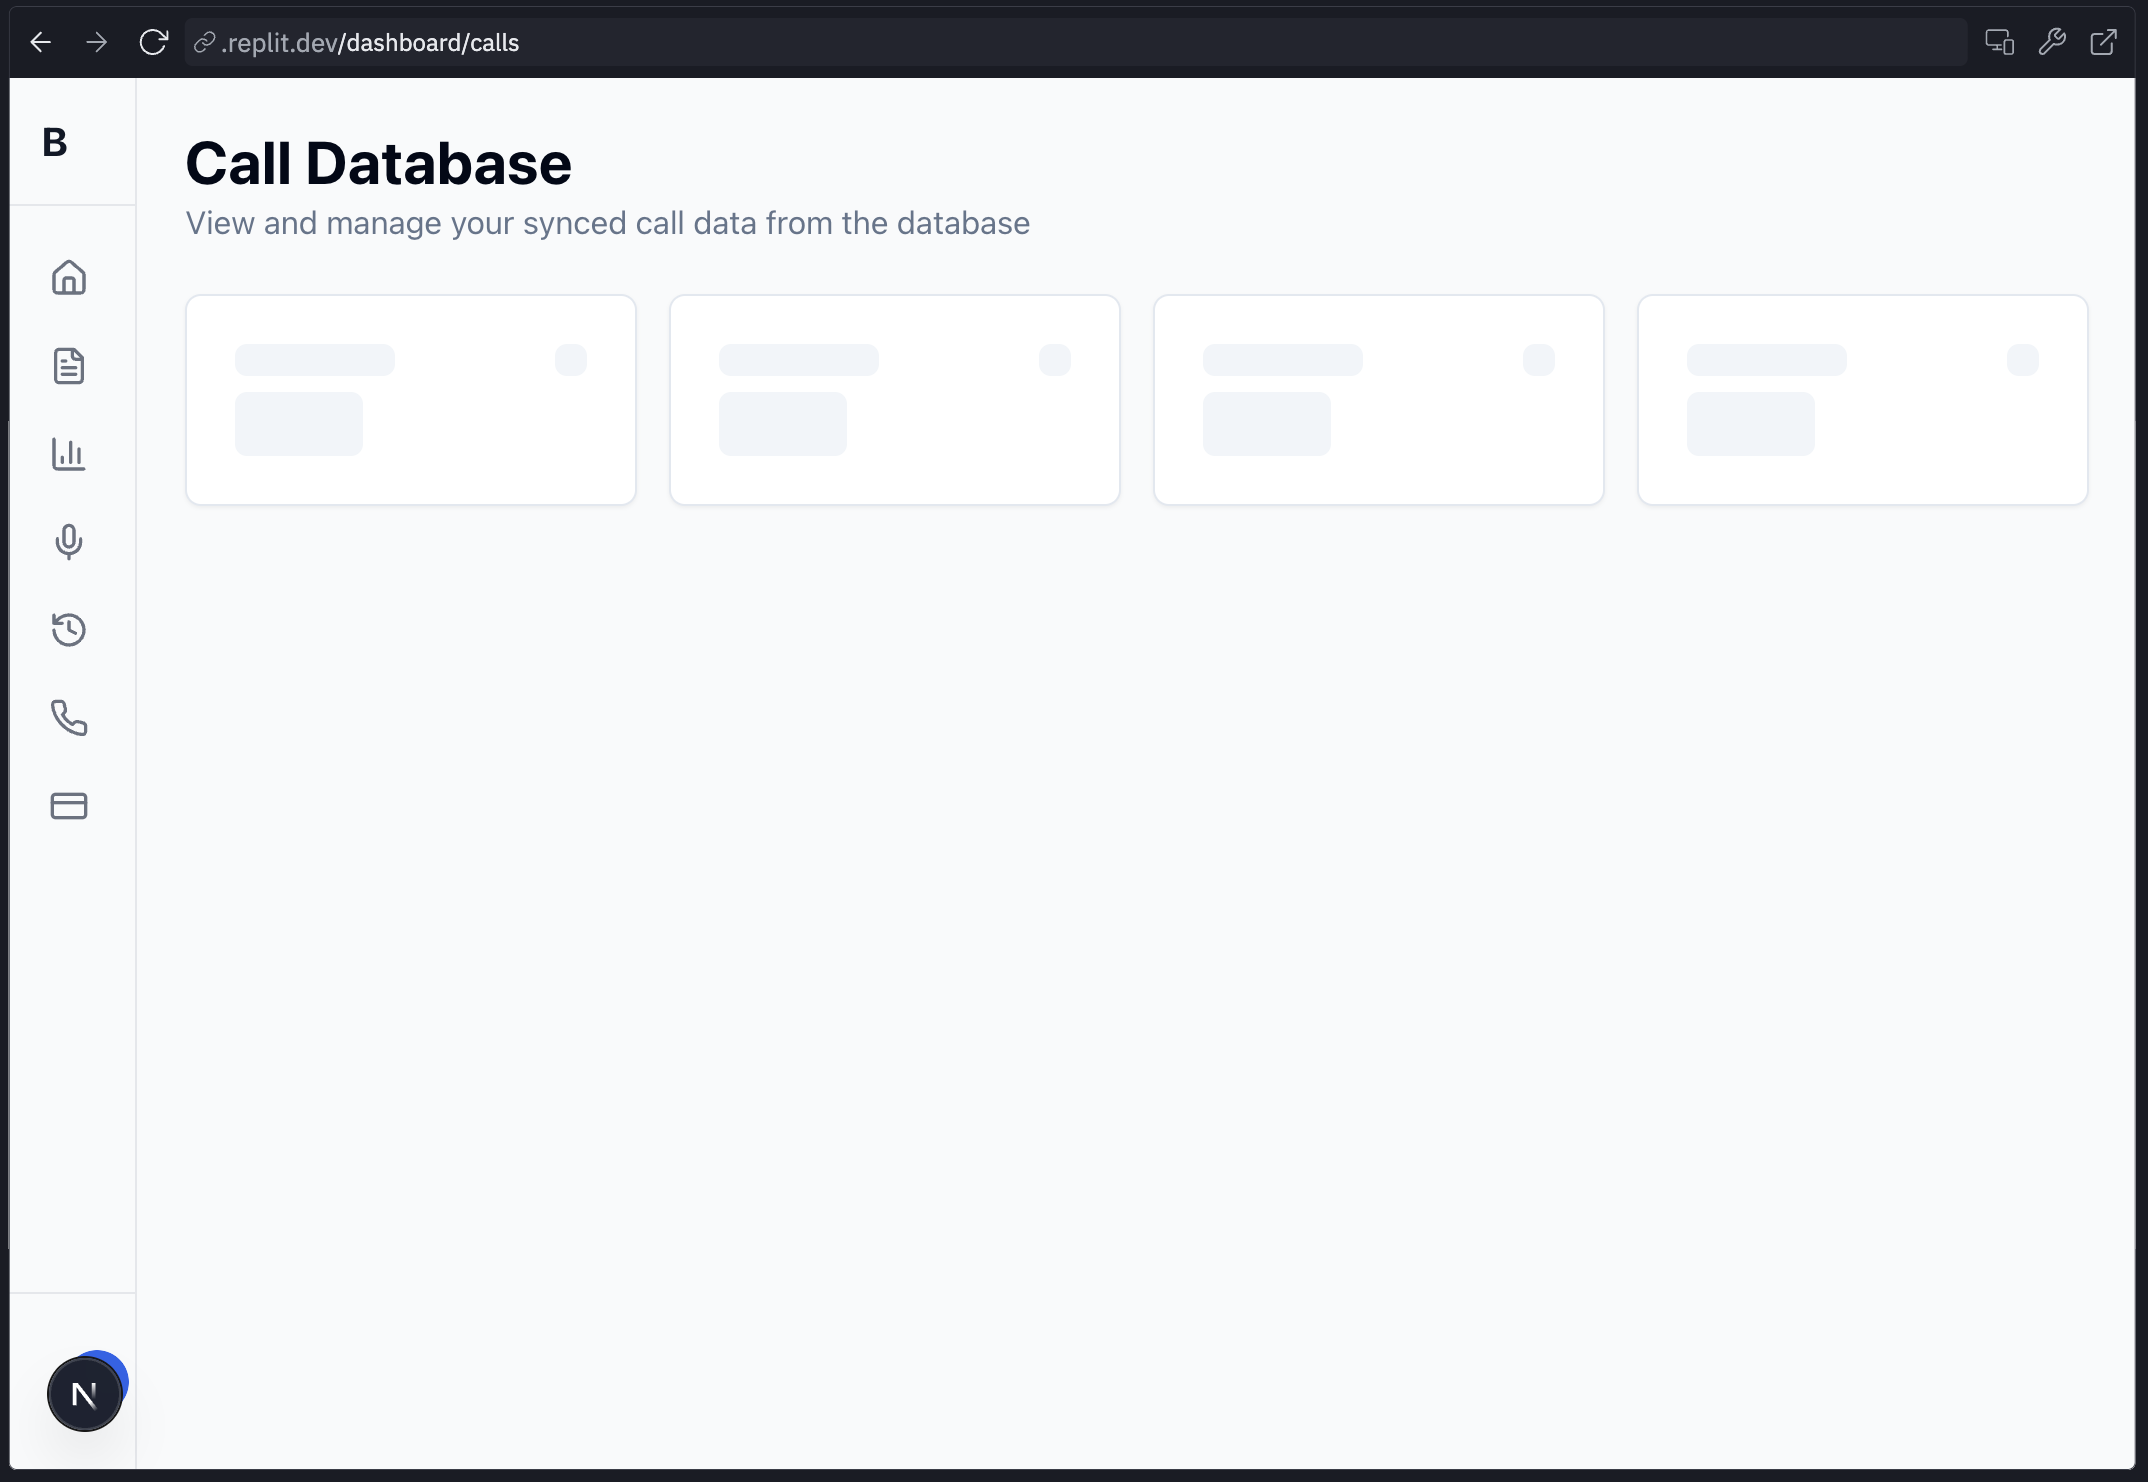 .replit.dev/dashboard/calls
B
Call Database
View and manage your synced call data from the database
N